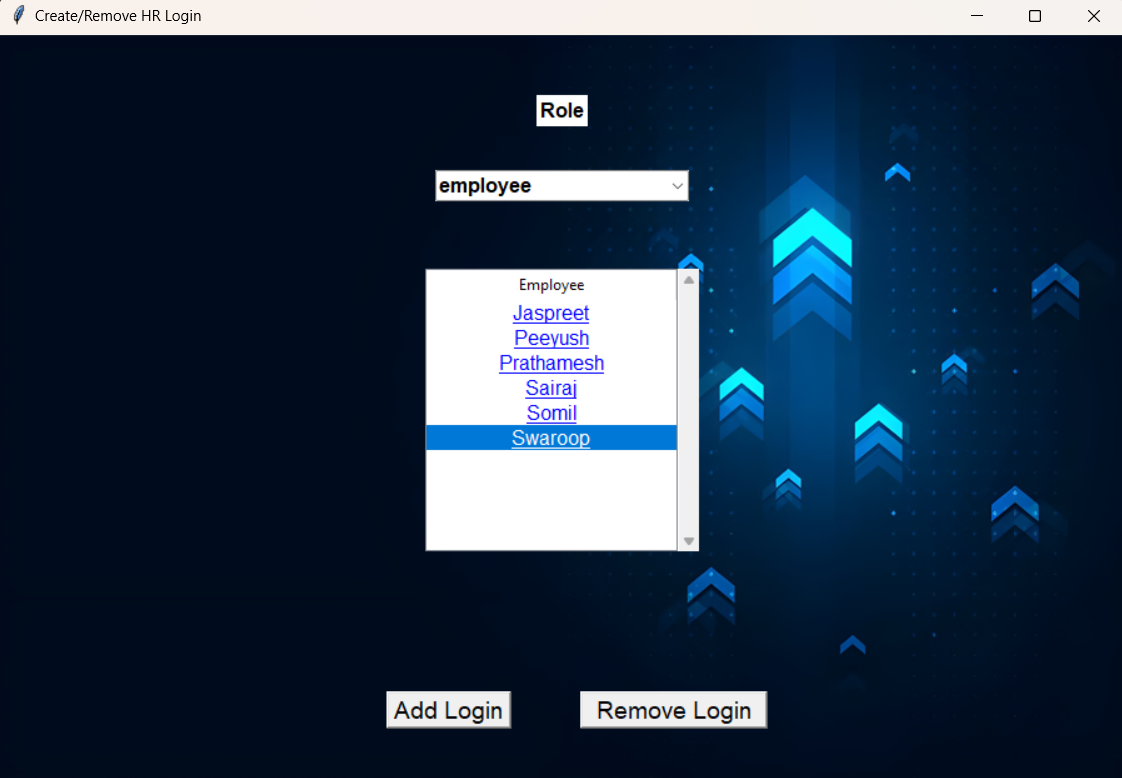 Create/Remove HR Login
Role
employee
Employee
Jaspreet
Peeyush
Prathamesh
Sairaj
Somil
Swaroop
Add Login
Remove Login